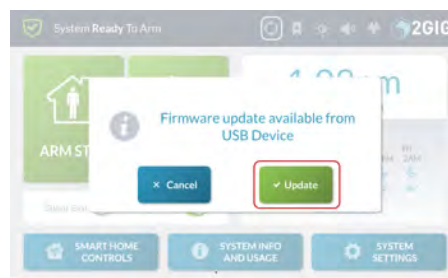 System Ready To Arm
2GIG
Firmware update available from
USB Device
ARM ST
× Cancel
✓ Update
SMART HOME
CONTROLS
SYSTEM INFO
AND USAGE
SYSTEM
SETTINGS